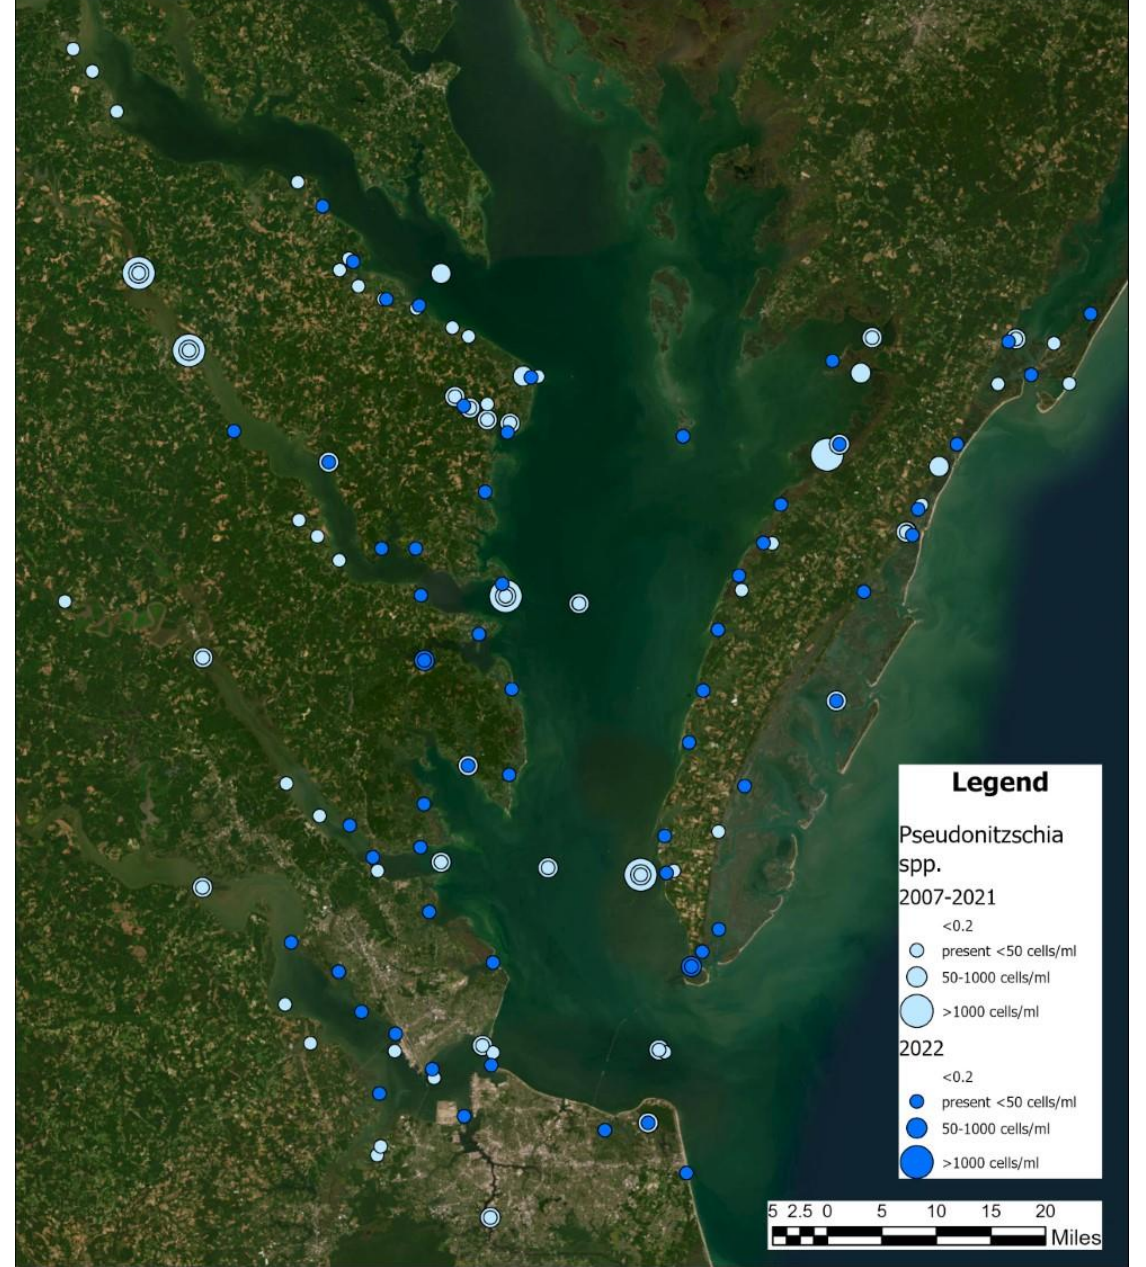 Legend
Pseudonitzschia
spp.
2007-2021
<0.2
present <50 cells/ml
50-1000 cells/ml
>1000 cells/ml
2022
<0.2
present <50 cells/ml
50-1000 cells/ml
>1000 cells/ml
5 2.5 0 5 10 15 20
Miles